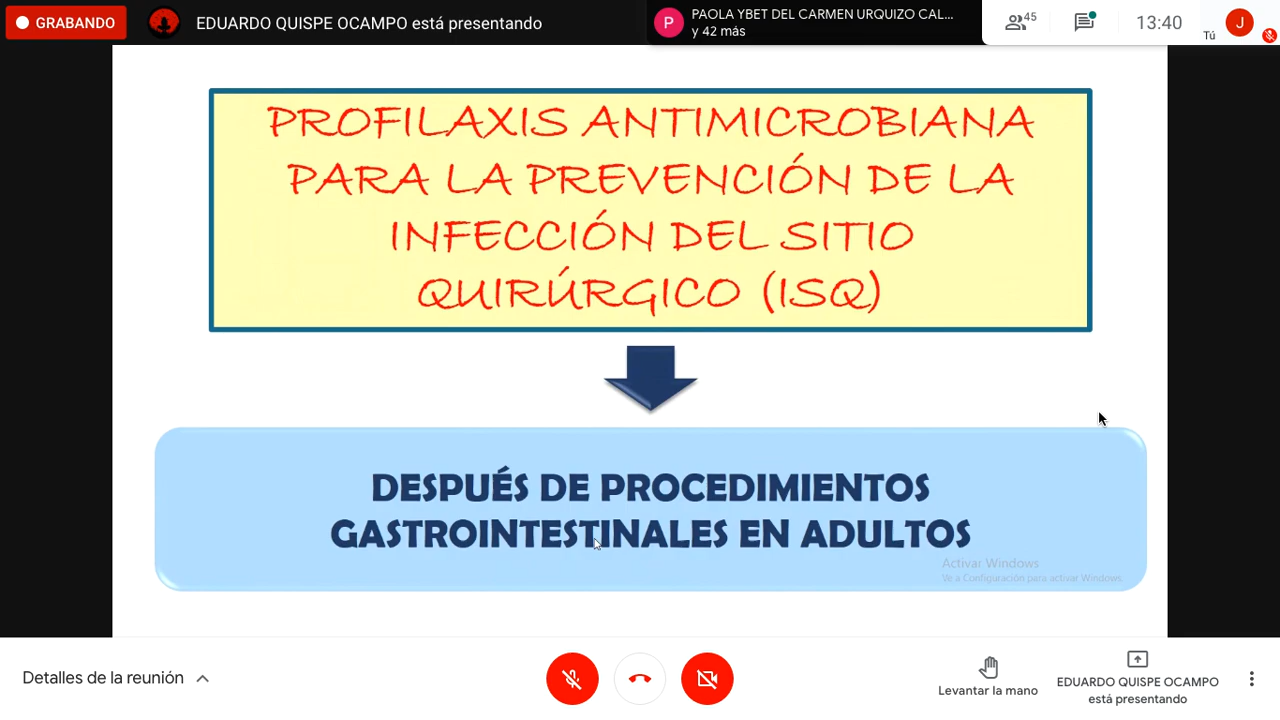 GRABANDO
EDUARDO QUISPE OCAMPO está presentando
P
PAOLA YBET DEL CARMEN URQUIZO CAL...
y 42 más
45
13:40
Tú
J
PROFILAXIS ANTIMICROBIANA
PARA LA PREVENCIÓN DE LA
INFECCIÓN DEL SITIO
QUIRÚRGICO (ISQ)
DESPUÉS DE PROCEDIMIENTOS
GASTROINTESTINALES EN ADULTOS
Activar Windows
Ve a Configuración para activar Windows.
Detalles de la reunión
Levantar la mano
EDUARDO QUISPE OCAMPO
está presentando